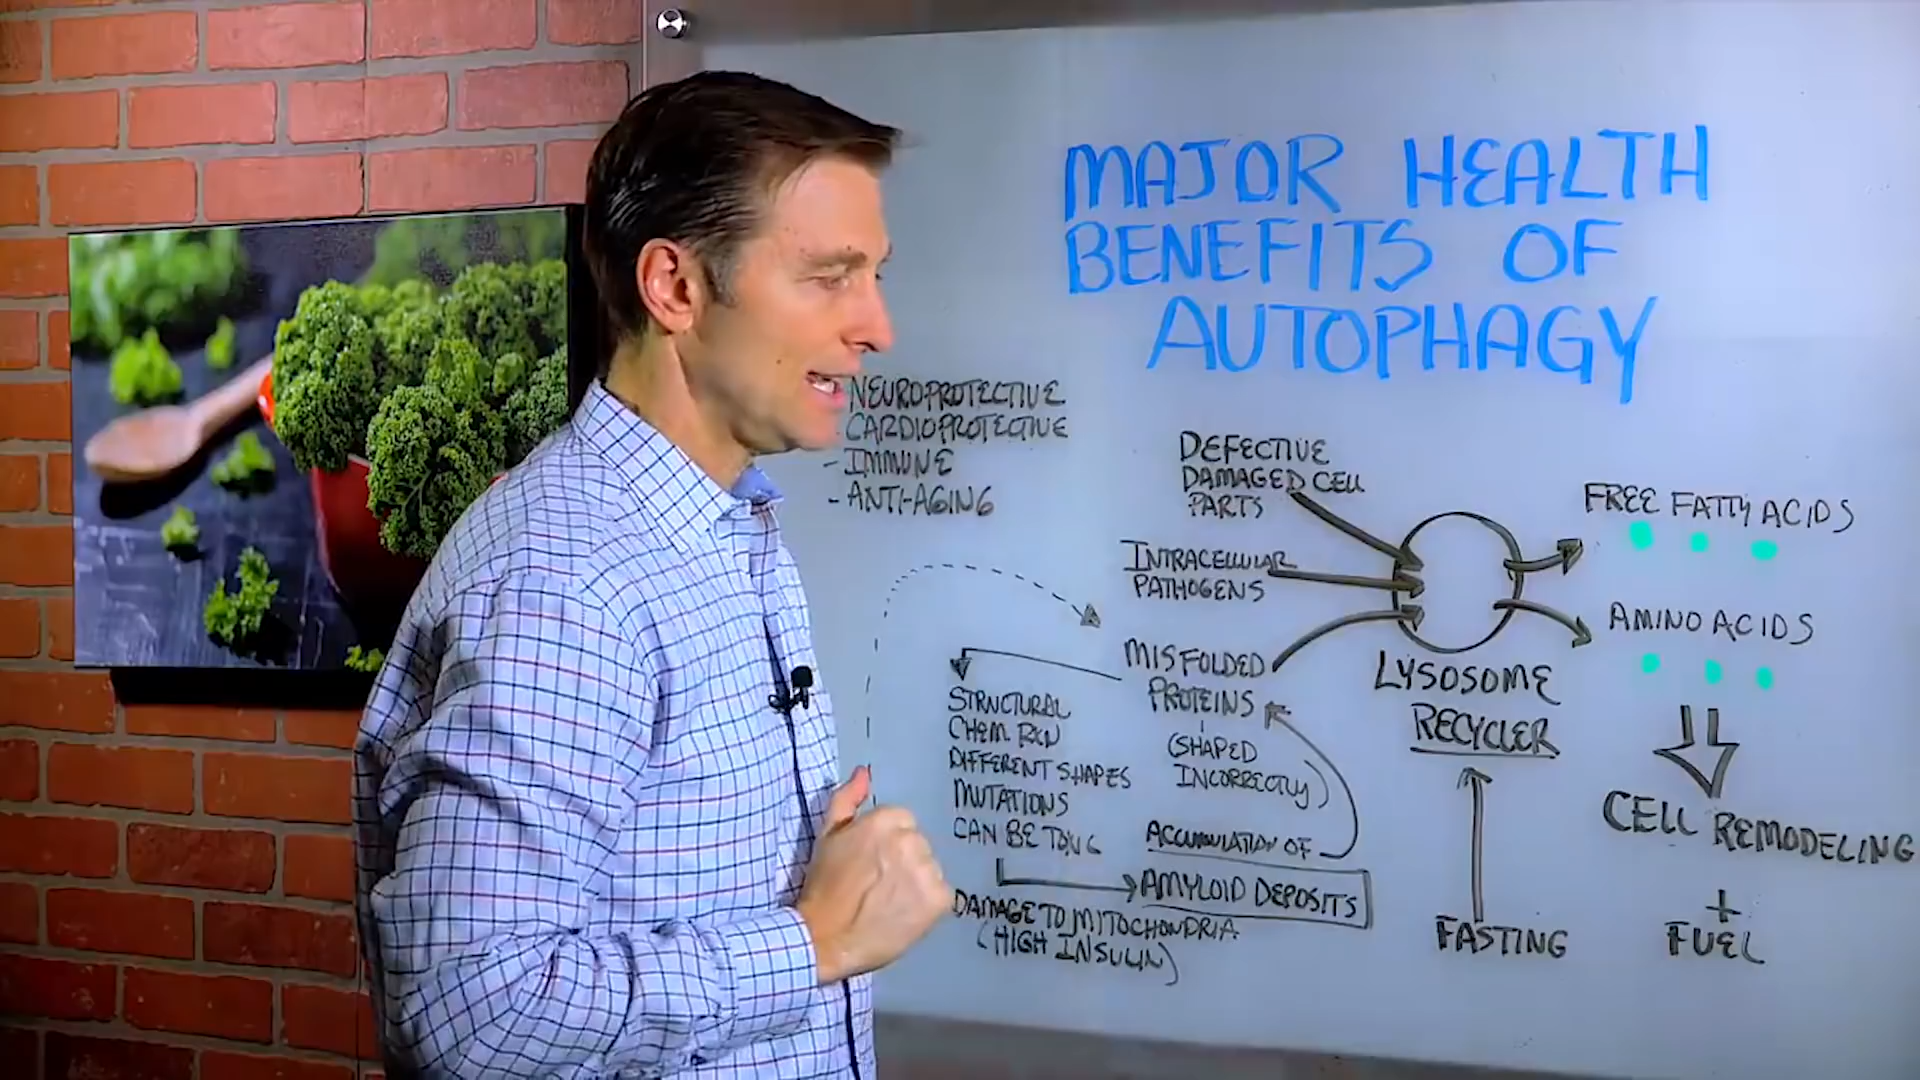 MAJOR HEALTH
BENEFITS OF
AUTOPHAGY
NEUROPROTECTIVE
CARDIOPROTECTIVE
- IMMUNE
- ANTI-AGING
DEFECTIVE
DAMAGED CELL
PARTS
INTRACELLULAR
PATHOGENS
MISFOLDED
PROTEINS
(SHAPED
INCORRECTLY)
STRUCTURAL
CHEM RXN
DIFFERENT SHAPES
MUTATIONS
CAN BE
ACCUMULATION OF
AMYLOID DEPOSITS
DAMAGE TO MITOCHONDRIA
(HIGH INSULIN)
LYSOSOME
RECYCLER
FASTING
FREE FATTY ACIDS
AMINO ACIDS
CELL REMODELING
+
FUEL